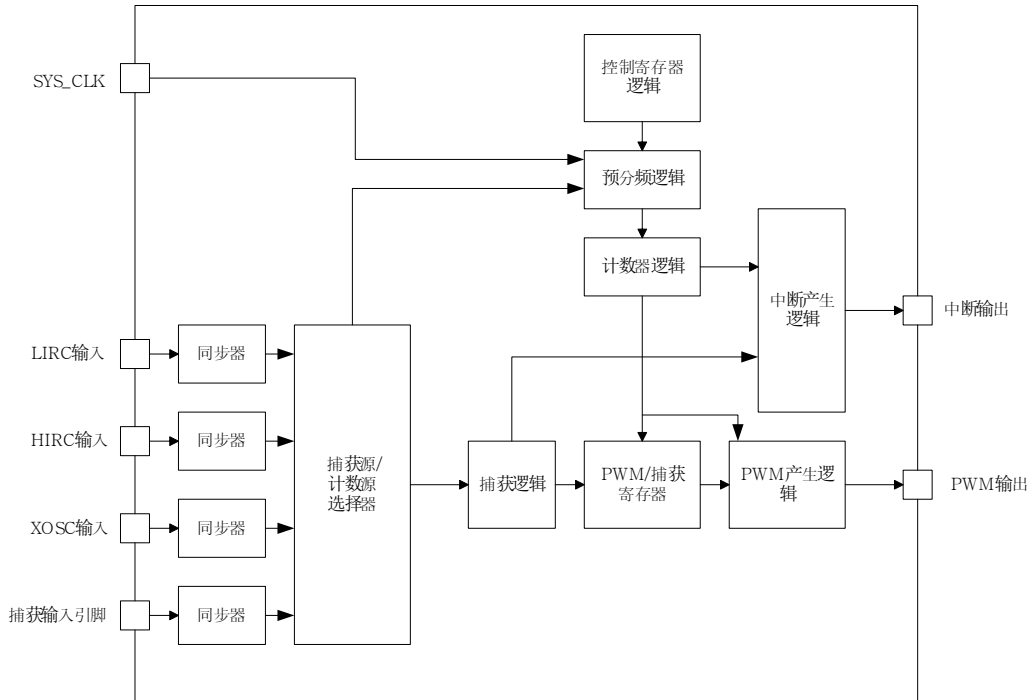 控制寄存器
逻辑
SYS_CLK
预分频逻辑
计数器逻辑
中断产生
逻辑
中断输出
LIRC输入
同步器
HIRC输入
同步器
捕获源/
计数源
选择器
捕获逻辑
PWM/捕获
寄存器
PWM产生逻
辑
PWM输出
XOSC输入
同步器
捕获输入引脚
同步器